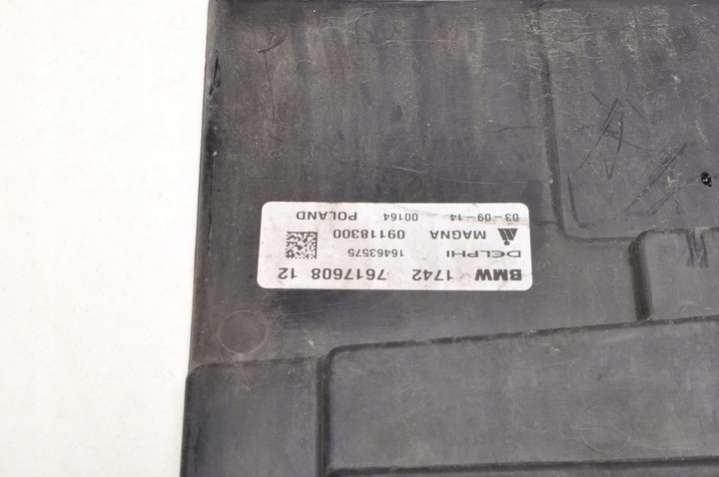 BMW 1742 7617608 12
DELPHI 16463575
MAGNA 09118300
03-09-14 00164 POLAND